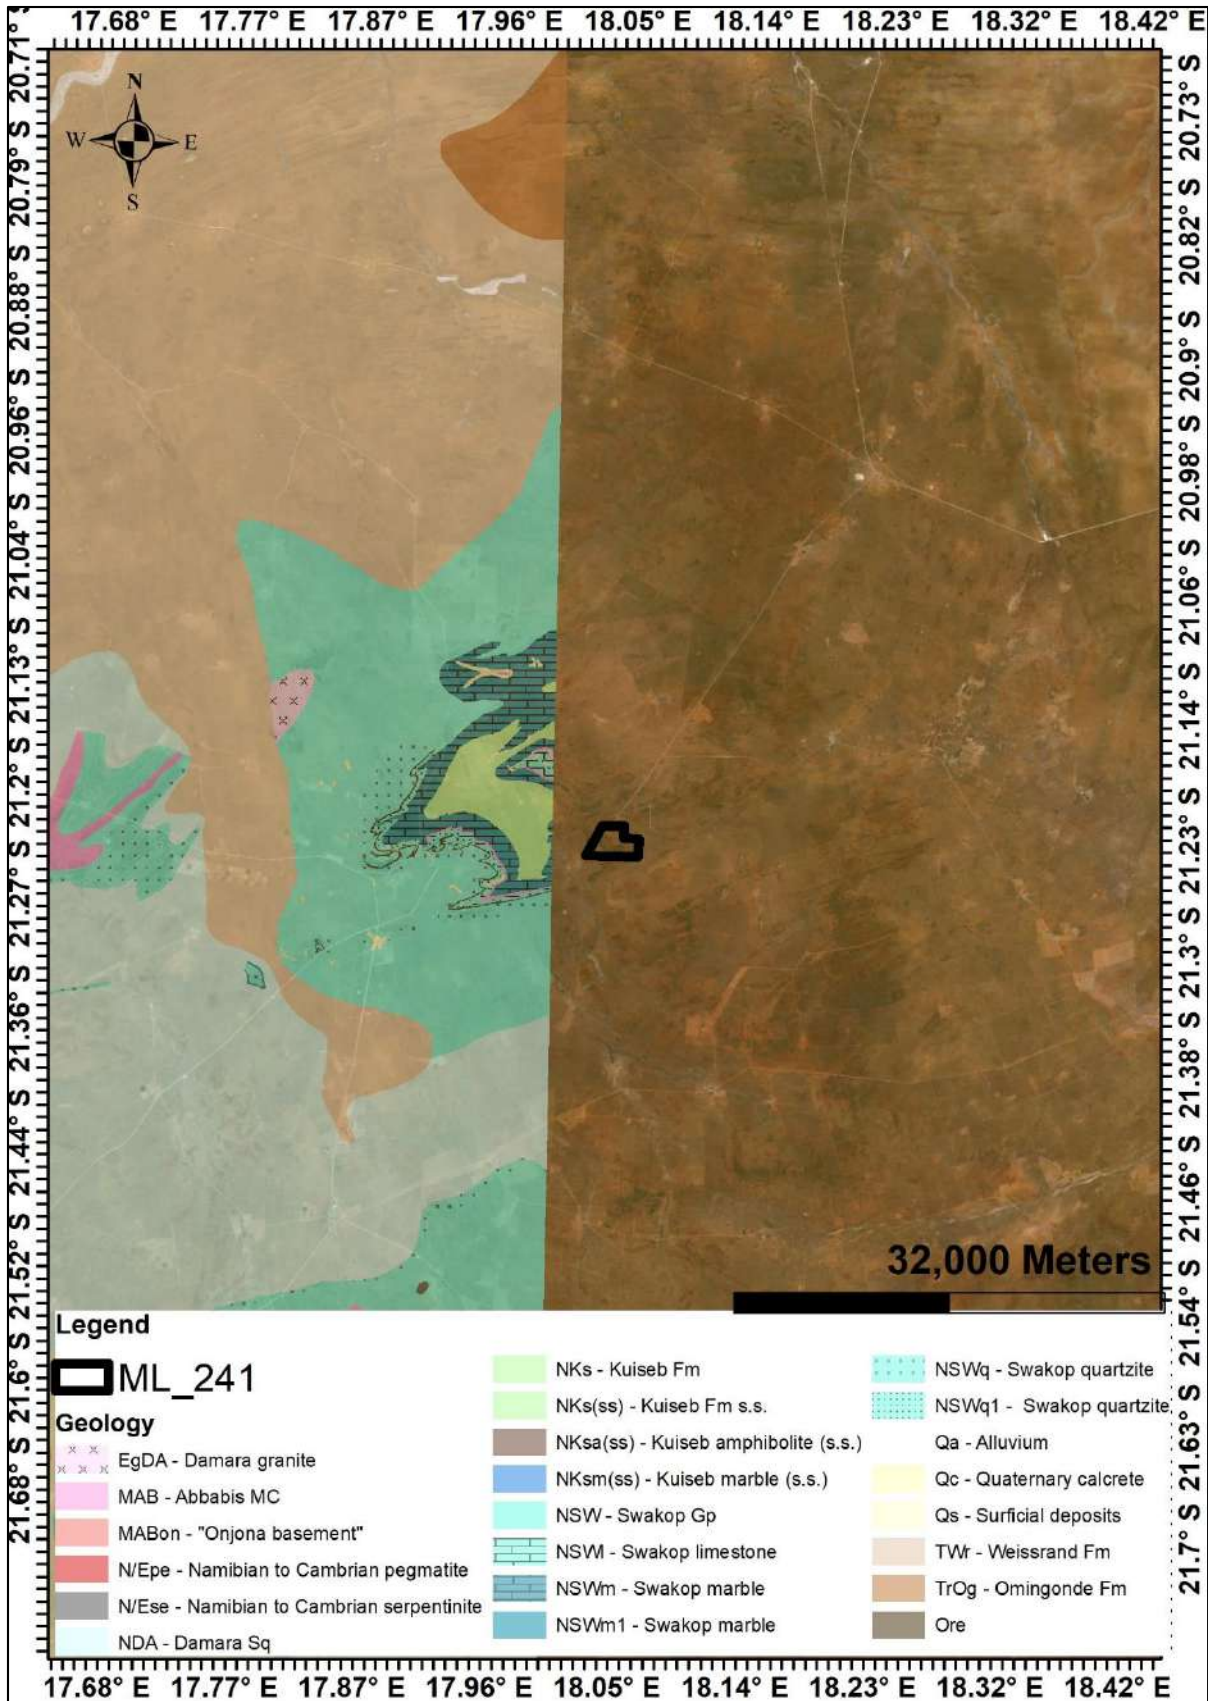 17.68° E 17.77° E 17.87° E 17.96° E 18.05° E 18.14° E 18.23° E 18.32° E 18.42° E
20.71° S
20.79° S
20.88° S
20.96° S
21.04° S
21.13° S
21.22° S
21.27° S
21.36° S
21.44° S
21.52° S
21.6° S
21.68° S
N
W E
S
20.73° S
20.82° S
20.9° S
20.98° S
21.06° S
21.14° S
21.23° S
21.3° S
21.38° S
21.46° S
21.54° S
21.63° S
21.7° S
32,000 Meters
Legend
ML_241
Geology
EgDA - Damara granite
MAB - Abbabis MC
MABon - "Onjona basement"
N/Epe - Namibian to Cambrian pegmatite
N/Ese - Namibian to Cambrian serpentinite
NDA - Damara Sq
NKs - Kuiseb Fm
NKs(ss) - Kuiseb Fm s.s.
NKsa(ss) - Kuiseb amphibolite (s.s.)
NKsm(ss) - Kuiseb marble (s.s.)
NSW - Swakop Gp
NSWl - Swakop limestone
NSWm - Swakop marble
NSWm1 - Swakop marble
NSWq - Swakop quartzite
NSWq1 - Swakop quartzite
Qa - Alluvium
Qc - Quaternary calcrete
Qs - Surficial deposits
TWr - Weissrand Fm
TrOg - Omingonde Fm
Ore
17.68° E 17.77° E 17.87° E 17.96° E 18.05° E 18.14° E 18.23° E 18.32° E 18.42° E